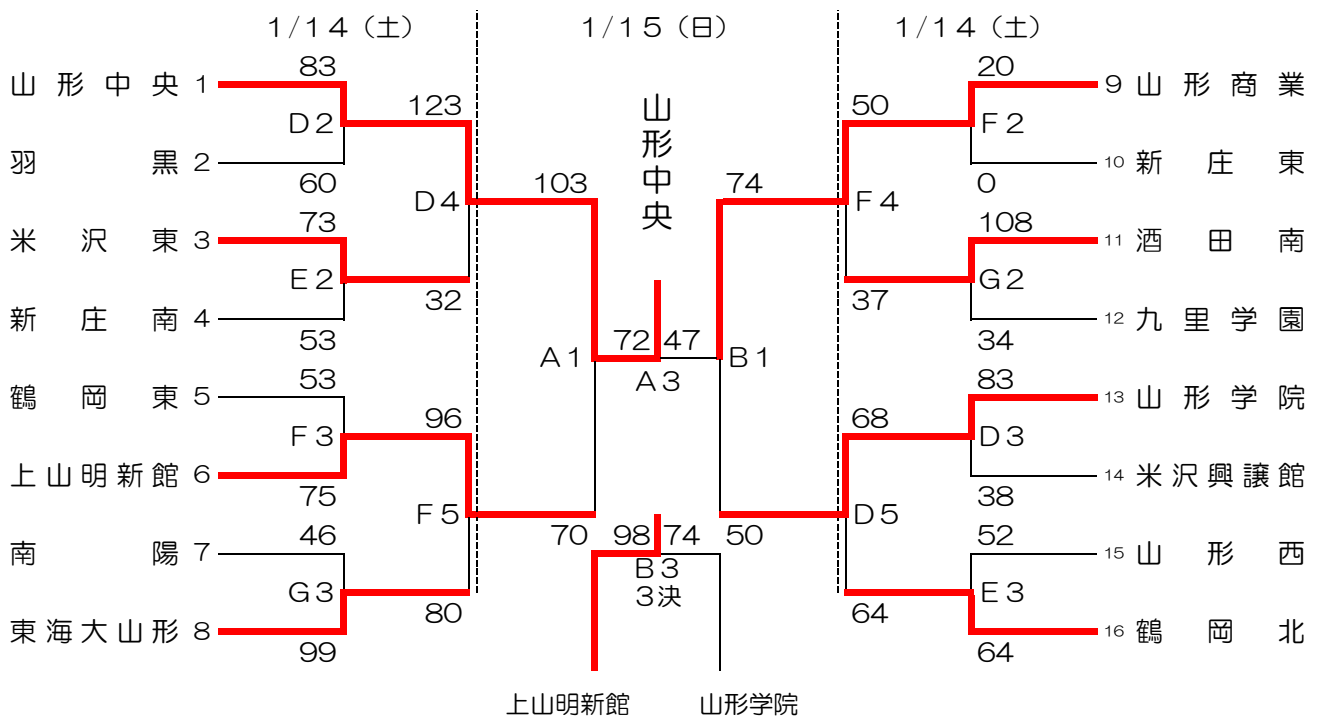 １/１４（土）
１/１５（日）
１/１４（土）
山形中央 1
83
羽黒 2
60
D2
123
米沢東 3
73
新庄南 4
53
E2
32
D4
103
鶴岡東 5
53
上山明新館 6
75
F3
96
南陽 7
46
東海大山形 8
99
G3
80
F5
70
A1
山形中央
72
47
A3
98
74
B3
3決
上山明新館
山形学院
B1
74
50
20
9 山形商業
F2
10 新庄東
0
50
F4
108
11 酒田南
G2
12 九里学園
34
37
83
13 山形学院
D3
14 米沢興譲館
38
68
D5
52
15 山形西
E3
16 鶴岡北
64
64